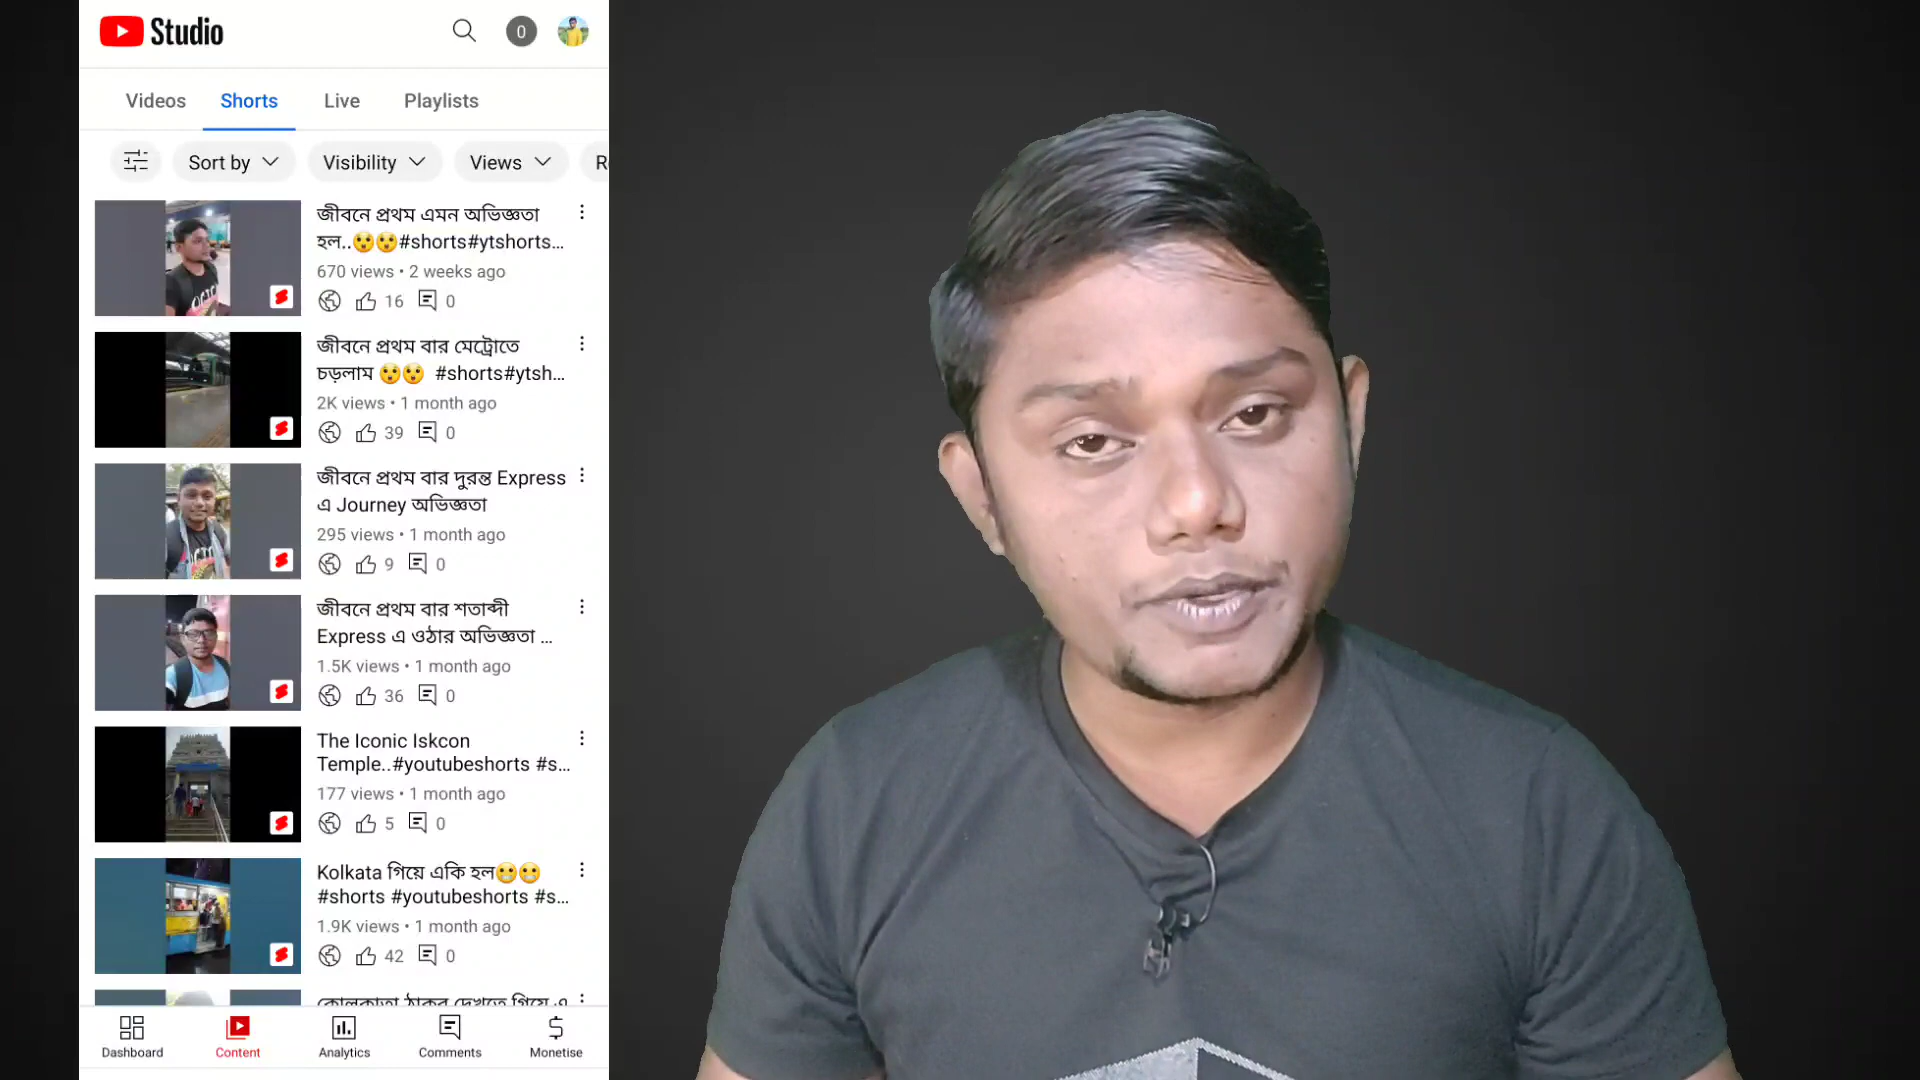 Studio
0
Videos Shorts Live Playlists
Sort by Visibility Views
জীবনে প্রথম এমন অভিজ্ঞতা
হল..😯😯#shorts#ytshorts...
670 views • 2 weeks ago
16 0
জীবনে প্রথম বার মেট্রোতে
চড়লাম 😯😯 #shorts#ytsh...
2K views • 1 month ago
39 0
জীবনে প্রথম বার দুরন্ত Express
এ Journey অভিজ্ঞতা
295 views • 1 month ago
9 0
জীবনে প্রথম বার শতাব্দী
Express এ ওঠার অভিজ্ঞতা ...
1.5K views • 1 month ago
36 0
The Iconic Iskcon
Temple..#youtubeshorts #s...
177 views • 1 month ago
5 0
Kolkata গিয়ে একি হল😬😬
#shorts #youtubeshorts #s...
1.9K views • 1 month ago
42 0
কোলকাতা ঠাকুর দেখতে গিয়ে এ
Dashboard Content Analytics Comments Monetise